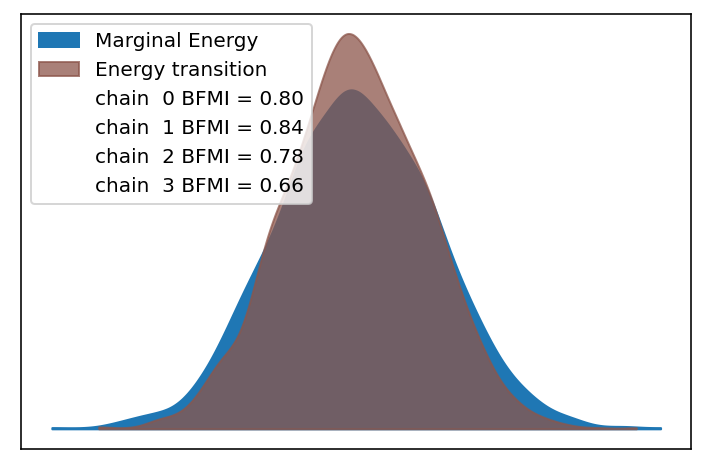 Marginal Energy
Energy transition
chain  0 BFMI = 0.80
chain  1 BFMI = 0.84
chain  2 BFMI = 0.78
chain  3 BFMI = 0.66